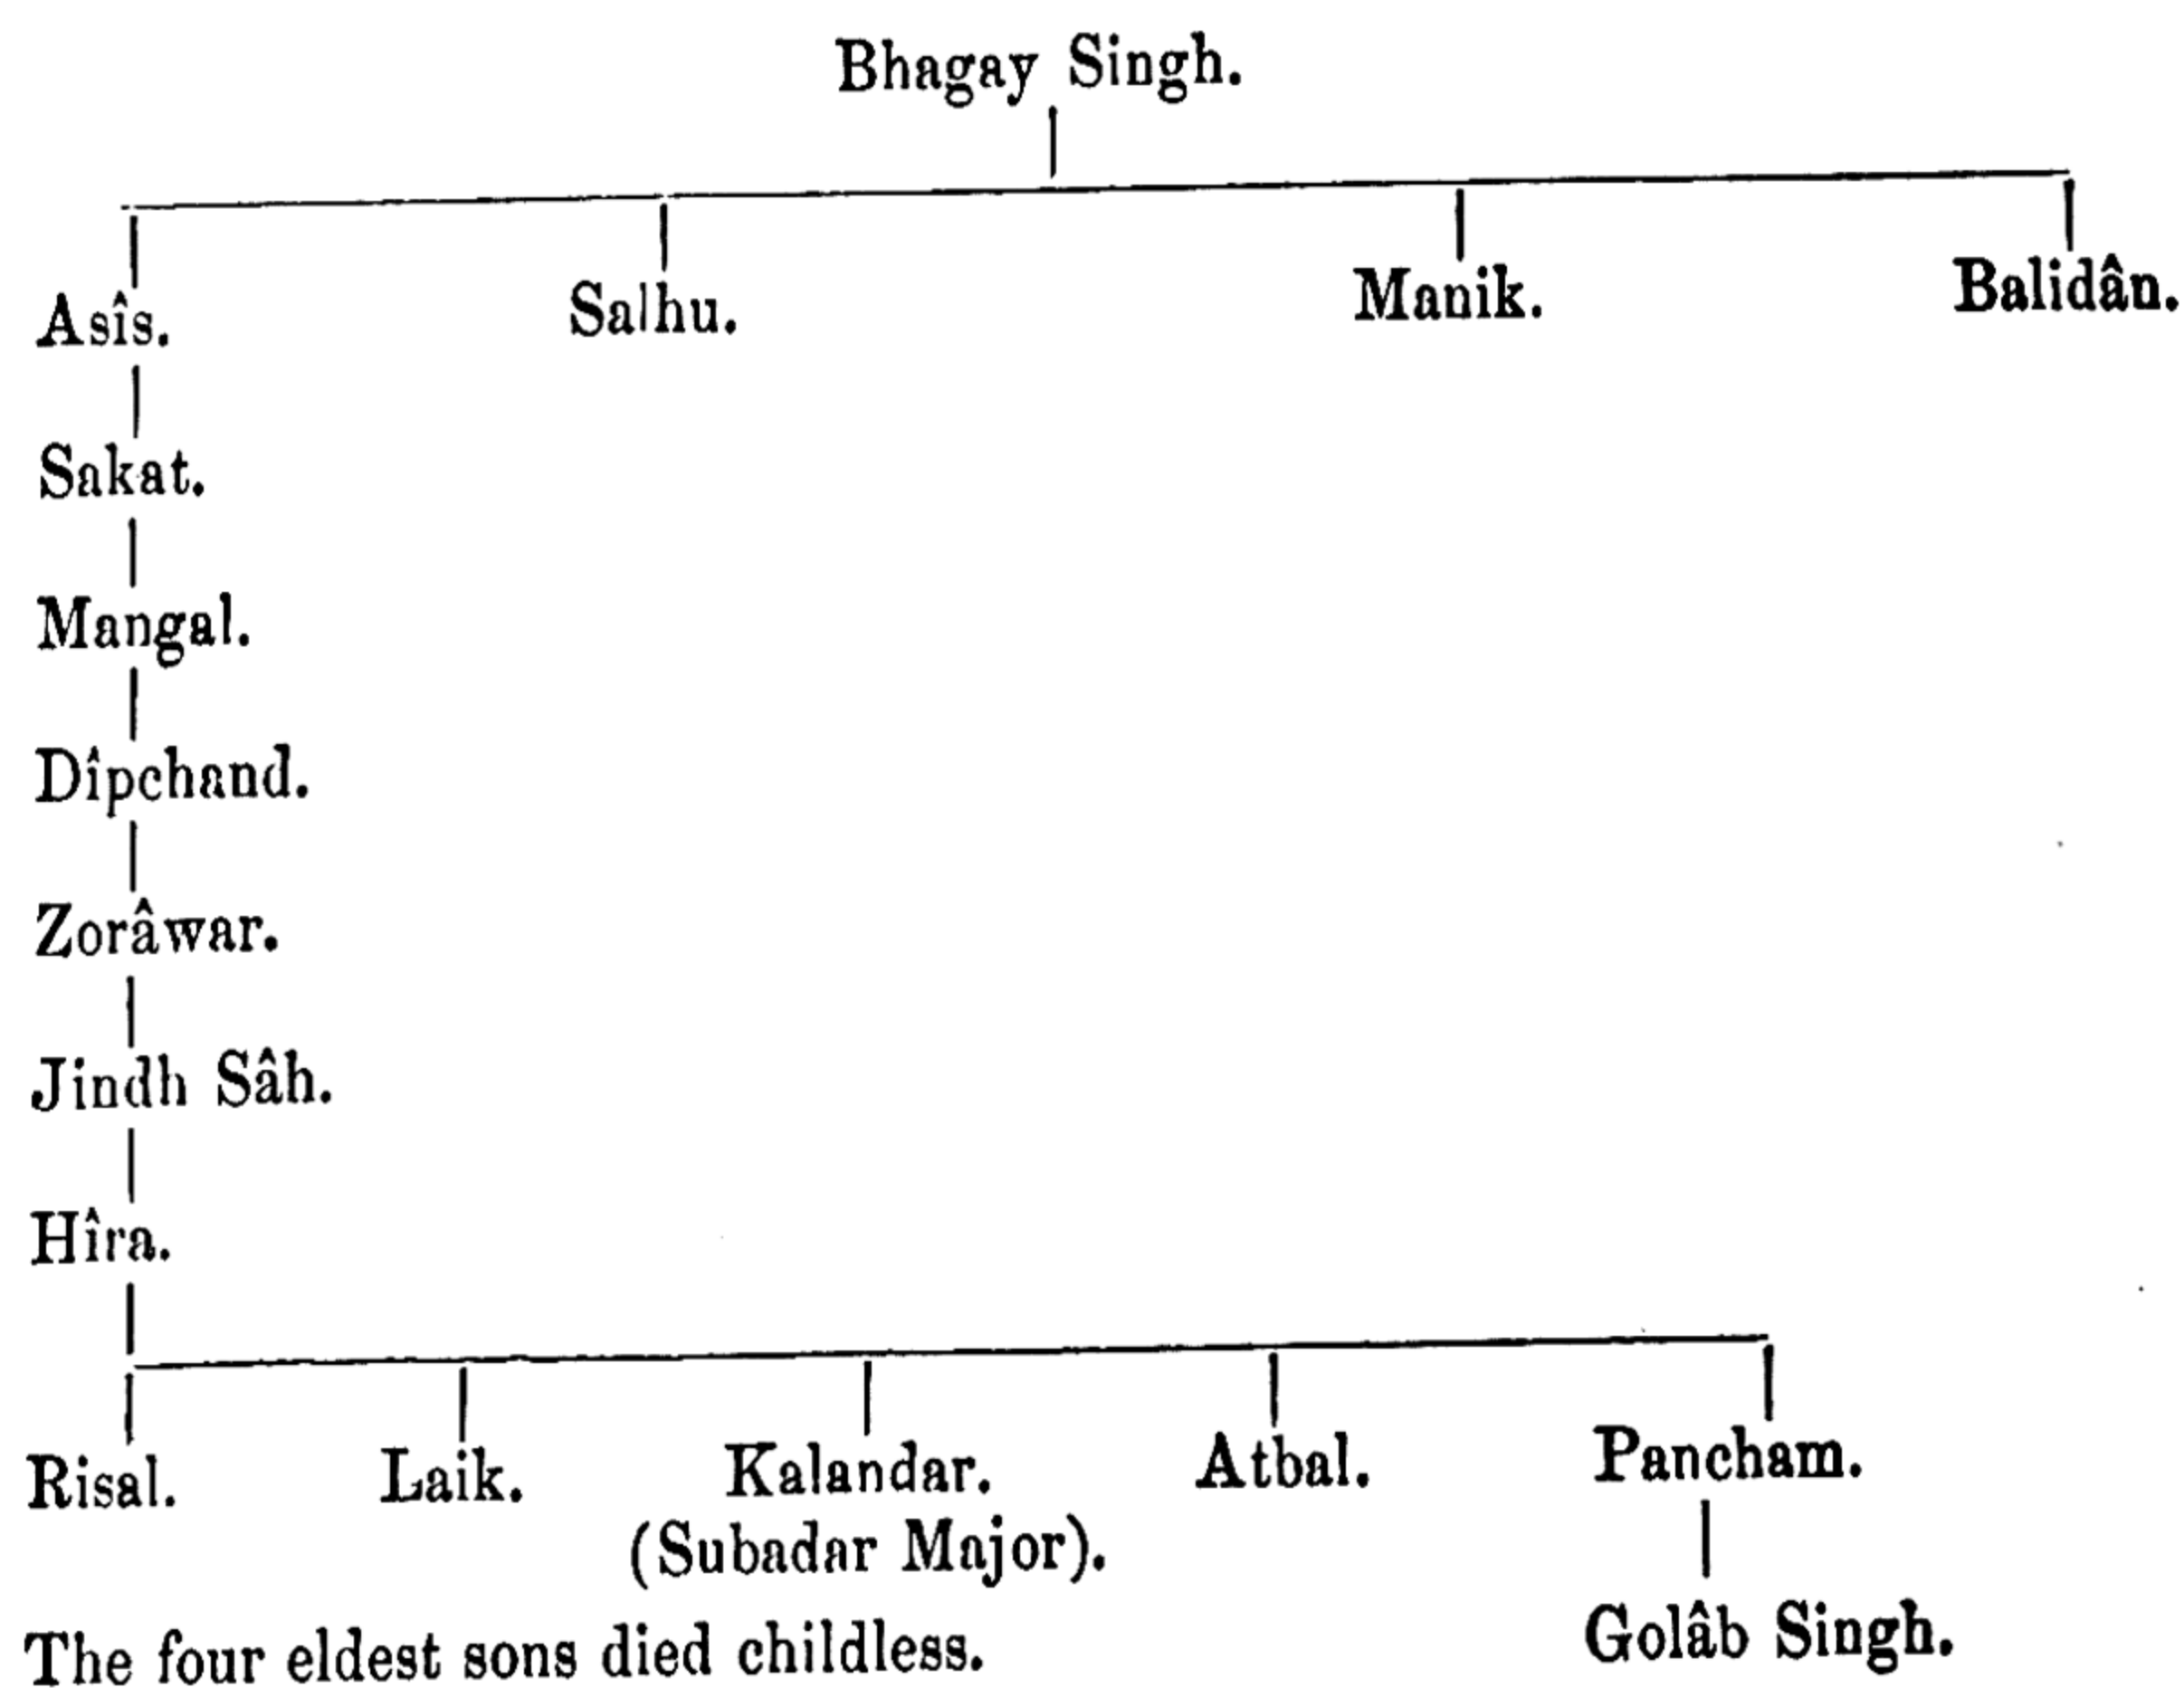 Bhagay Singh.
Asîs. Salhu. Manik. Balidân.
Sakat.
Mangal.
Dîpchand.
Zorâwar.
Jindh Sâh.
Hîra.
Risal. Laik. Kalandar. Atbal. Pancham.
(Subadar Major).
Golâb Singh.
The four eldest sons died childless.